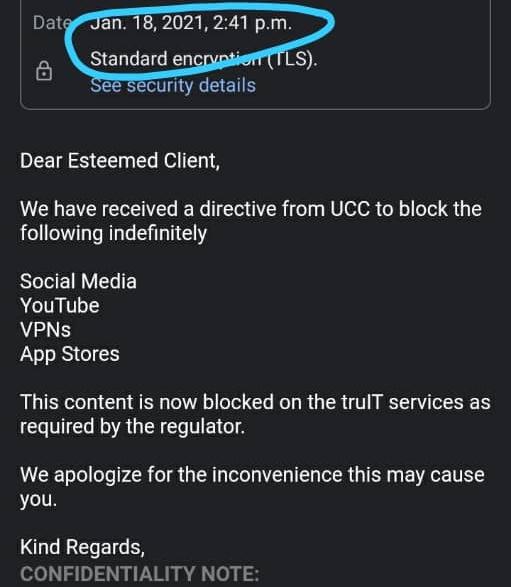 Date Jan. 18, 2021, 2:41 p.m.
Standard encryption (TLS).
See security details
Dear Esteemed Client,
We have received a directive from UCC to block the
following indefinitely
Social Media
YouTube
VPNs
App Stores
This content is now blocked on the truIT services as
required by the regulator.
We apologize for the inconvenience this may cause
you.
Kind Regards,
CONFIDENTIALITY NOTE: